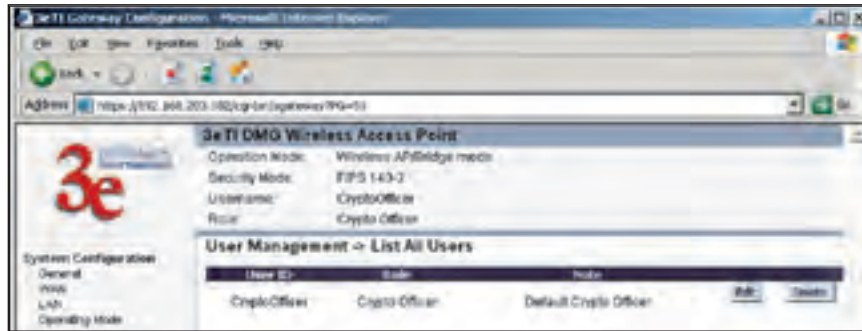 3eTI Gateway Configuration - Microsoft Internet Explorer
File Edit View Favorites Tools Help
Back
Address
3eTI DMG Wireless Access Point
Operation Mode: Wireless AP/Bridge mode
Security Mode: FIPS 140-2
Username: CryptoOfficer
Role: Crypto Officer
3e
User Management -> List All Users
System Configuration
General
WAN
LAN
Operating Mode
User ID Role Note
CryptoOfficer Crypto Officer Default Crypto Officer Edit Delete